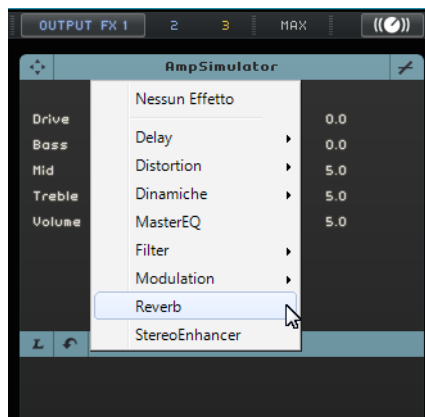 OUTPUT FX 1 2 3 MAX
AmpSimulator
Nessun Effetto
Drive 0.0
Delay
Bass 0.0
Distortion
Mid 5.0
Dinamiche
Treble 5.0
MasterEQ
Volume 5.0
Filter
Modulation
Reverb
StereoEnhancer
L